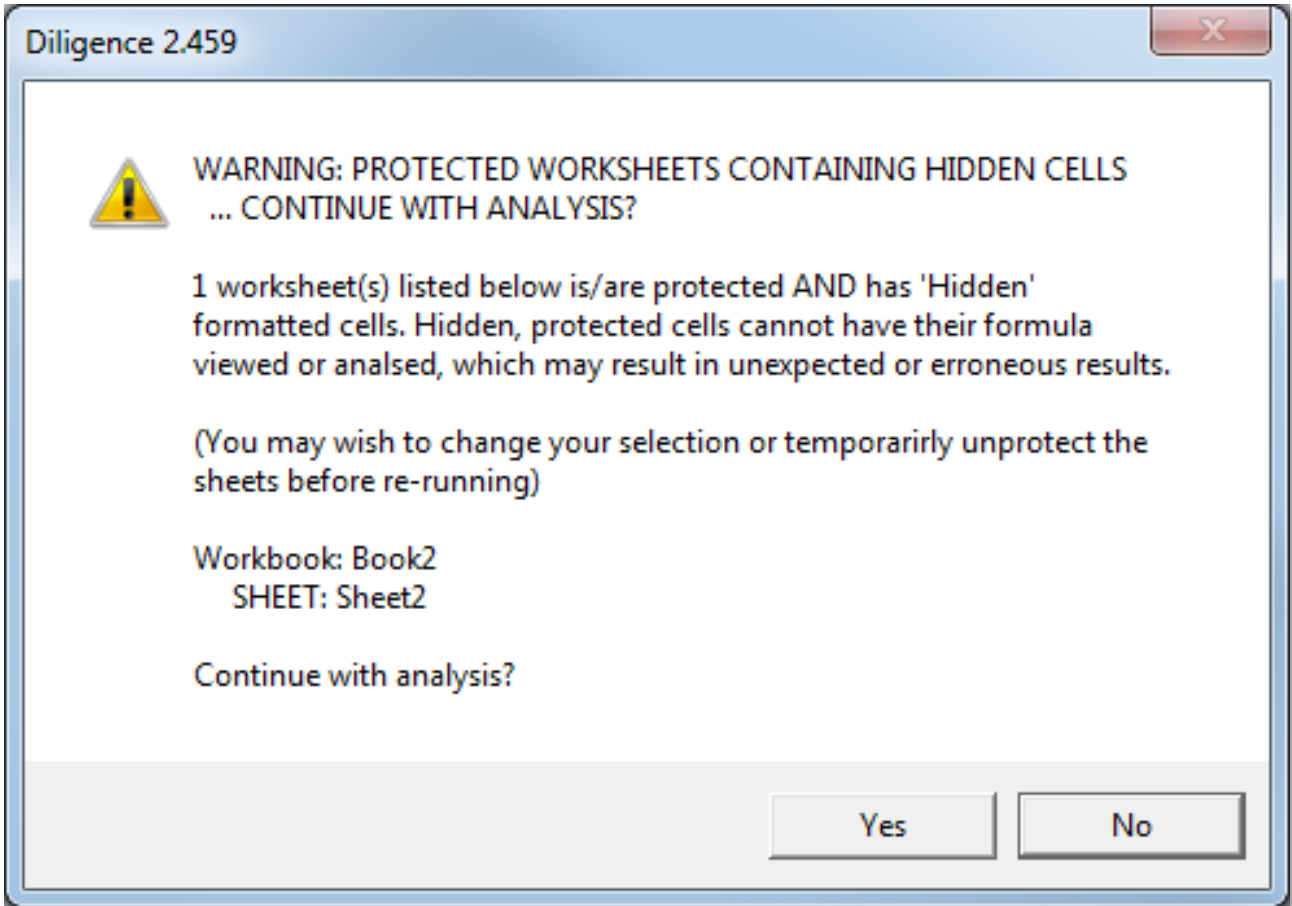 Diligence 2.459
WARNING: PROTECTED WORKSHEETS CONTAINING HIDDEN CELLS
... CONTINUE WITH ANALYSIS?
1 worksheet(s) listed below is/are protected AND has 'Hidden'
formatted cells. Hidden, protected cells cannot have their formula
viewed or analsed, which may result in unexpected or erroneous results.
(You may wish to change your selection or temporarirly unprotect the
sheets before re-running)
Workbook: Book2
SHEET: Sheet2
Continue with analysis?
Yes
No